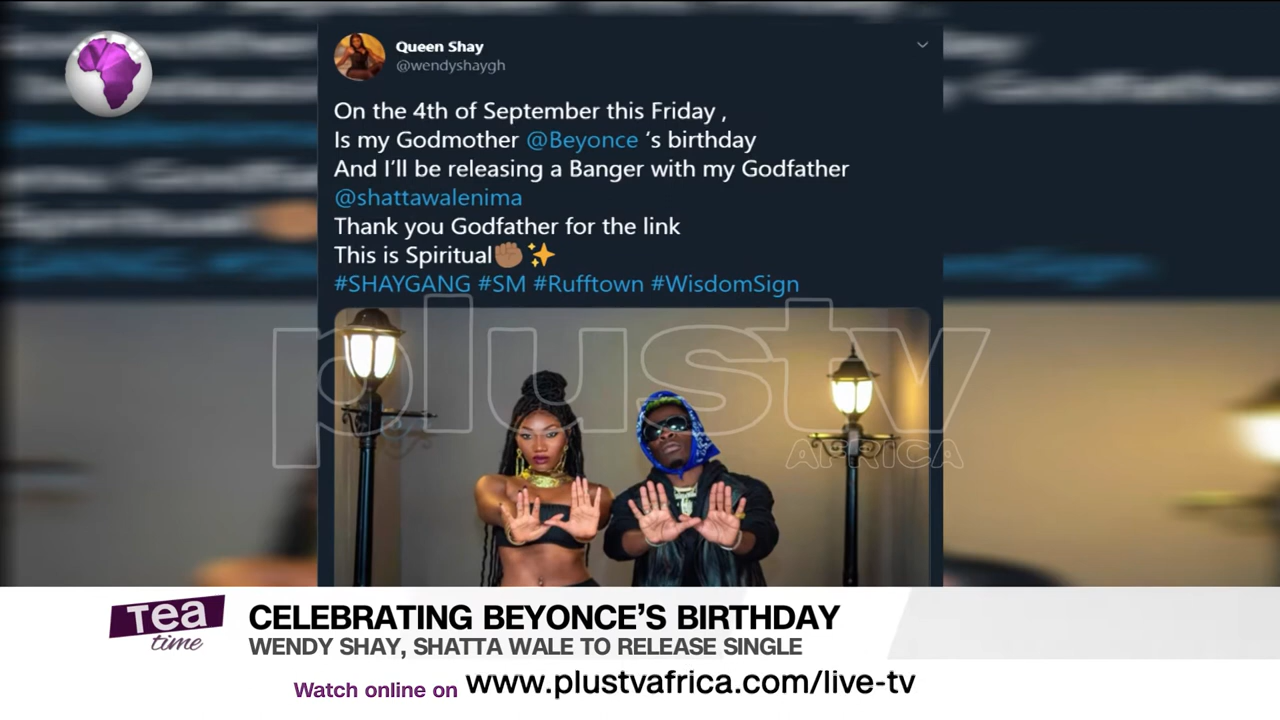 Queen Shay
@wendyshaygh
On the 4th of September this Friday ,
Is my Godmother @Beyonce 's birthday
And I'll be releasing a Banger with my Godfather
@shattawalenima
Thank you Godfather for the link
This is Spiritual✊🏾✨
#SHAYGANG #SM #Rufftown #WisdomSign
plustv
AFRICA
Tea
time
CELEBRATING BEYONCE'S BIRTHDAY
WENDY SHAY, SHATTA WALE TO RELEASE SINGLE
Watch online on www.plustvafrica.com/live-tv